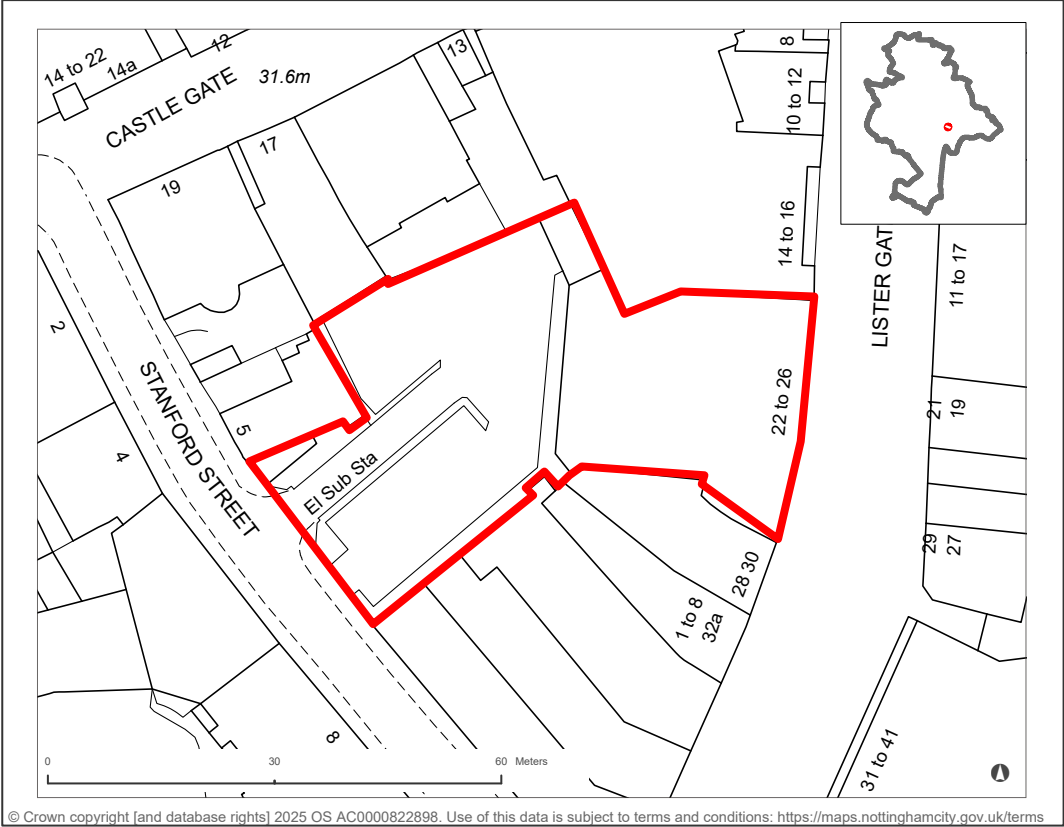 14 to 22
14a
12
CASTLE GATE
31.6m
13
8
10 to 12
17
19
14 to 16
LISTER GAT
11 to 17
2
STANFORD STREET
5
4
22 to 26
21
19
El Sub Sta
29
27
28 30
1 to 8
32a
8
31 to 41
0
30
60 Meters
© Crown copyright [and database rights] 2025 OS AC0000822898. Use of this data is subject to terms and conditions: https://maps.nottinghamcity.gov.uk/terms